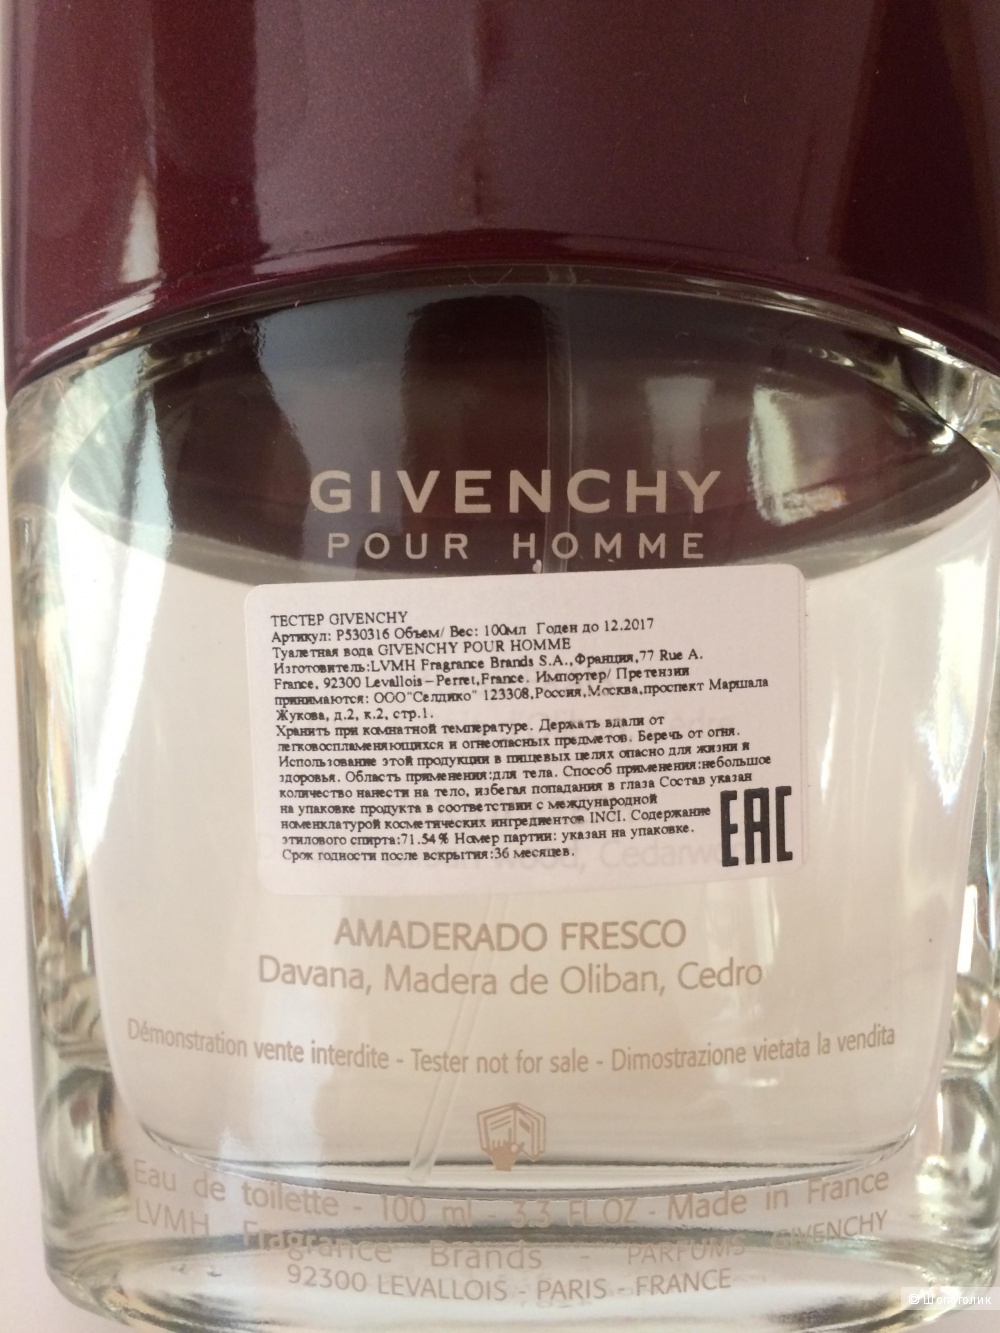 GIVENCHY
POUR HOMME
ТЕСТЕР GIVENCHY
Артикул: P530316 Объем/ Вес: 100мл Годен до 12.2017
Туалетная вода GIVENCHY POUR HOMME
Изготовитель:LVMH Fragrance Brands S.A.,Франция,77 Rue A.
France, 92300 Levallois-Perret,France. Импортер/ Претензии
принимаются: ООО"Селдико" 123308,Россия,Москва,проспект Маршала
Жукова, д.2, к.2, стр.1.
Хранить при комнатной температуре. Держать вдали от
легковоспламеняющихся и огнеопасных предметов. Беречь от огня.
Использование этой продукции в пищевых целях опасно для жизни и
здоровья. Область применения:для тела. Способ применения:небольшое
количество нанести на тело, избегая попадания в глаза Состав указан
на упаковке продукта в соответствии с международной
номенклатурой косметических ингредиентов INCI. Содержание
этилового спирта:71.54% Номер партии: указан на упаковке.
Срок годности после вскрытия:36 месяцев.
EAC
AMADERADO FRESCO
Davana, Madera de Oliban, Cedro
Démonstration vente interdite - Tester not for sale - Dimostrazione vietata la vendita
Eau de toilette - 100 ml - 3.3 FL.OZ - Made in France
LVMH Fragrance Brands - PARFUMS GIVENCHY
92300 LEVALLOIS - PARIS - FRANCE
© Шопоголик